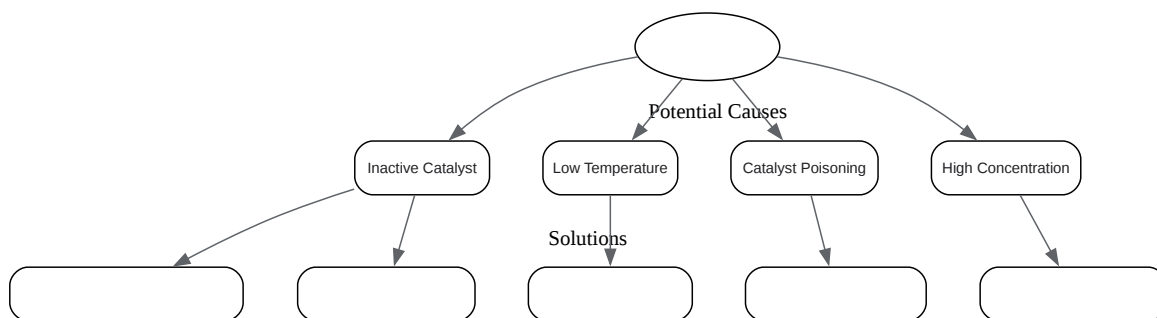 Potential Causes
Inactive Catalyst
Low Temperature
Catalyst Poisoning
High Concentration
Solutions